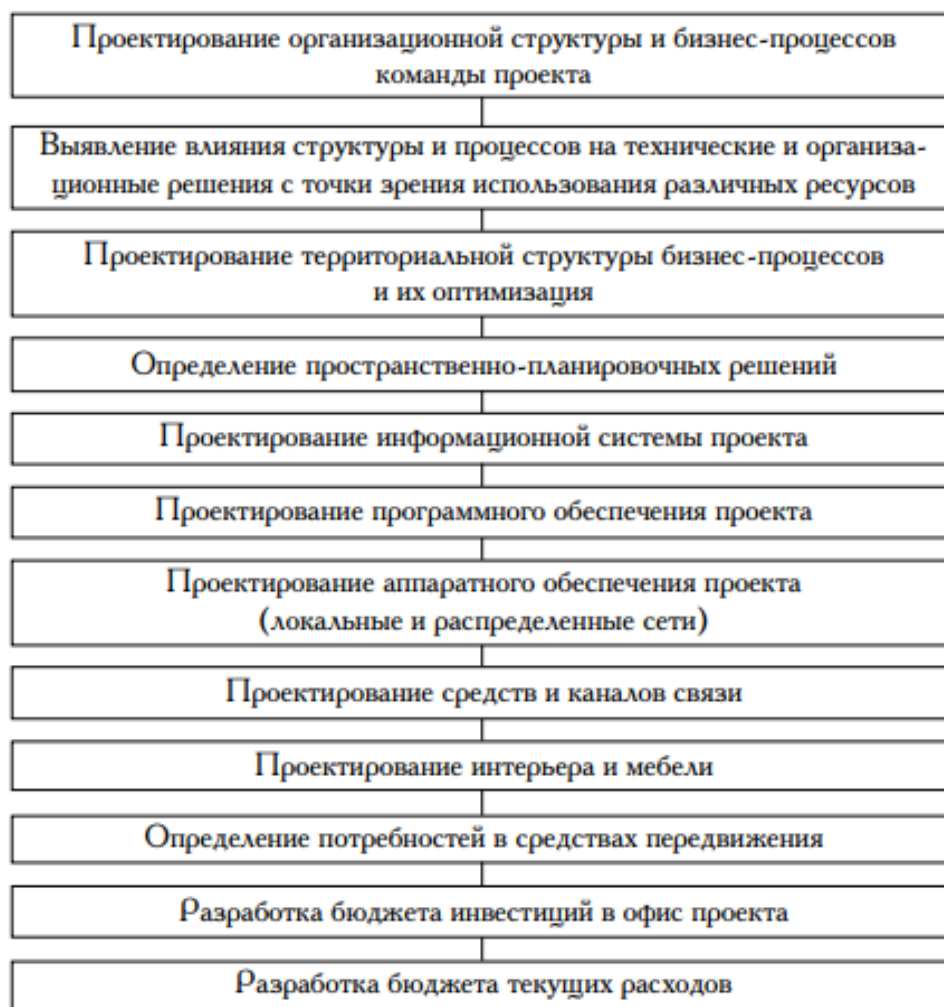 Проектирование организационной структуры и бизнес-процессов
команды проекта
Выявление влияния структуры и процессов на технические и организа-
ционные решения с точки зрения использования различных ресурсов
Проектирование территориальной структуры бизнес-процессов
и их оптимизация
Определение пространственно-планировочных решений
Проектирование информационной системы проекта
Проектирование программного обеспечения проекта
Проектирование аппаратного обеспечения проекта
(локальные и распределенные сети)
Проектирование средств и каналов связи
Проектирование интерьера и мебели
Определение потребностей в средствах передвижения
Разработка бюджета инвестиций в офис проекта
Разработка бюджета текущих расходов